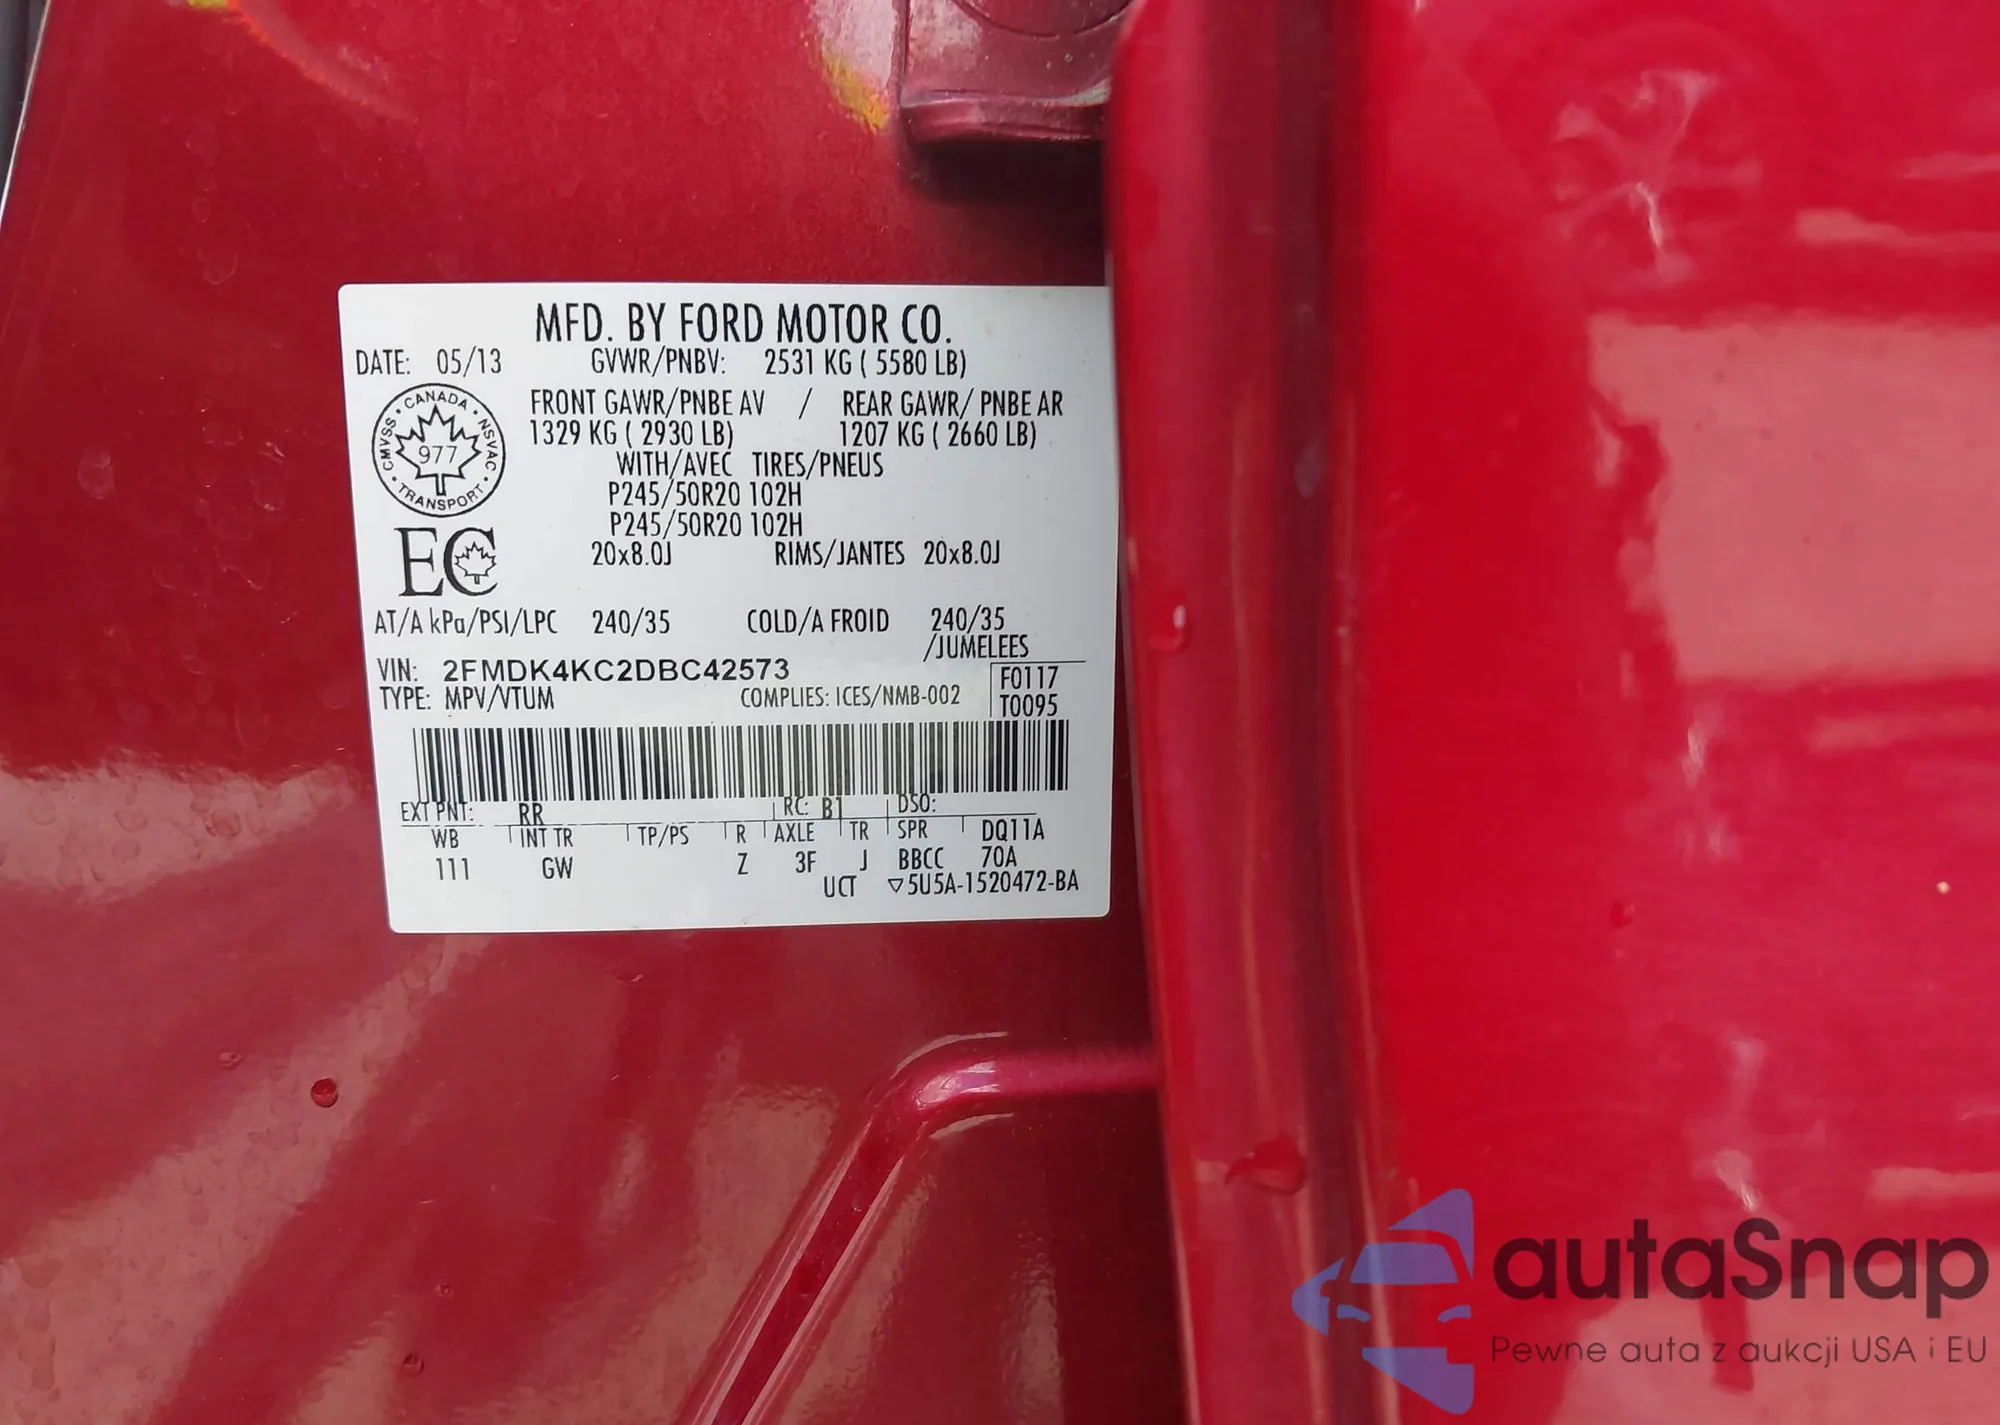 MFD. BY FORD MOTOR CO.
DATE: 05/13 GVWR/PNBV: 2531 KG ( 5580 LB)
FRONT GAWR/PNBE AV / REAR GAWR/ PNBE AR
1329 KG ( 2930 LB) 1207 KG ( 2660 LB)
WITH/AVEC TIRES/PNEUS
P245/50R20 102H
P245/50R20 102H
20x8.0J RIMS/JANTES 20x8.0J
CANADA
CMVSS 977 NSVAC
TRANSPORT
EC
AT/A kPa/PSI/LPC 240/35 COLD/A FROID 240/35
/JUMELEES
VIN: 2FMDK4KC2DBC42573 F0117
TYPE: MPV/VTUM COMPLIES: ICES/NMB-002 T0095
EXT PNT: RR RC: B1 DSO:
WB INT TR TP/PS R AXLE TR SPR DQ11A
111 GW Z 3F J BBCC 70A
UCT ▽5U5A-1520472-BA
autaSnap
Pewne auta z aukcji USA i EU